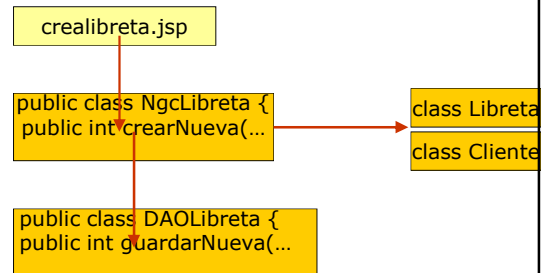 crealibreta.jsp
public class NgcLibreta {
public int crearNueva(...
class Libreta
class Cliente
public class DAOLibreta {
public int guardarNueva(...